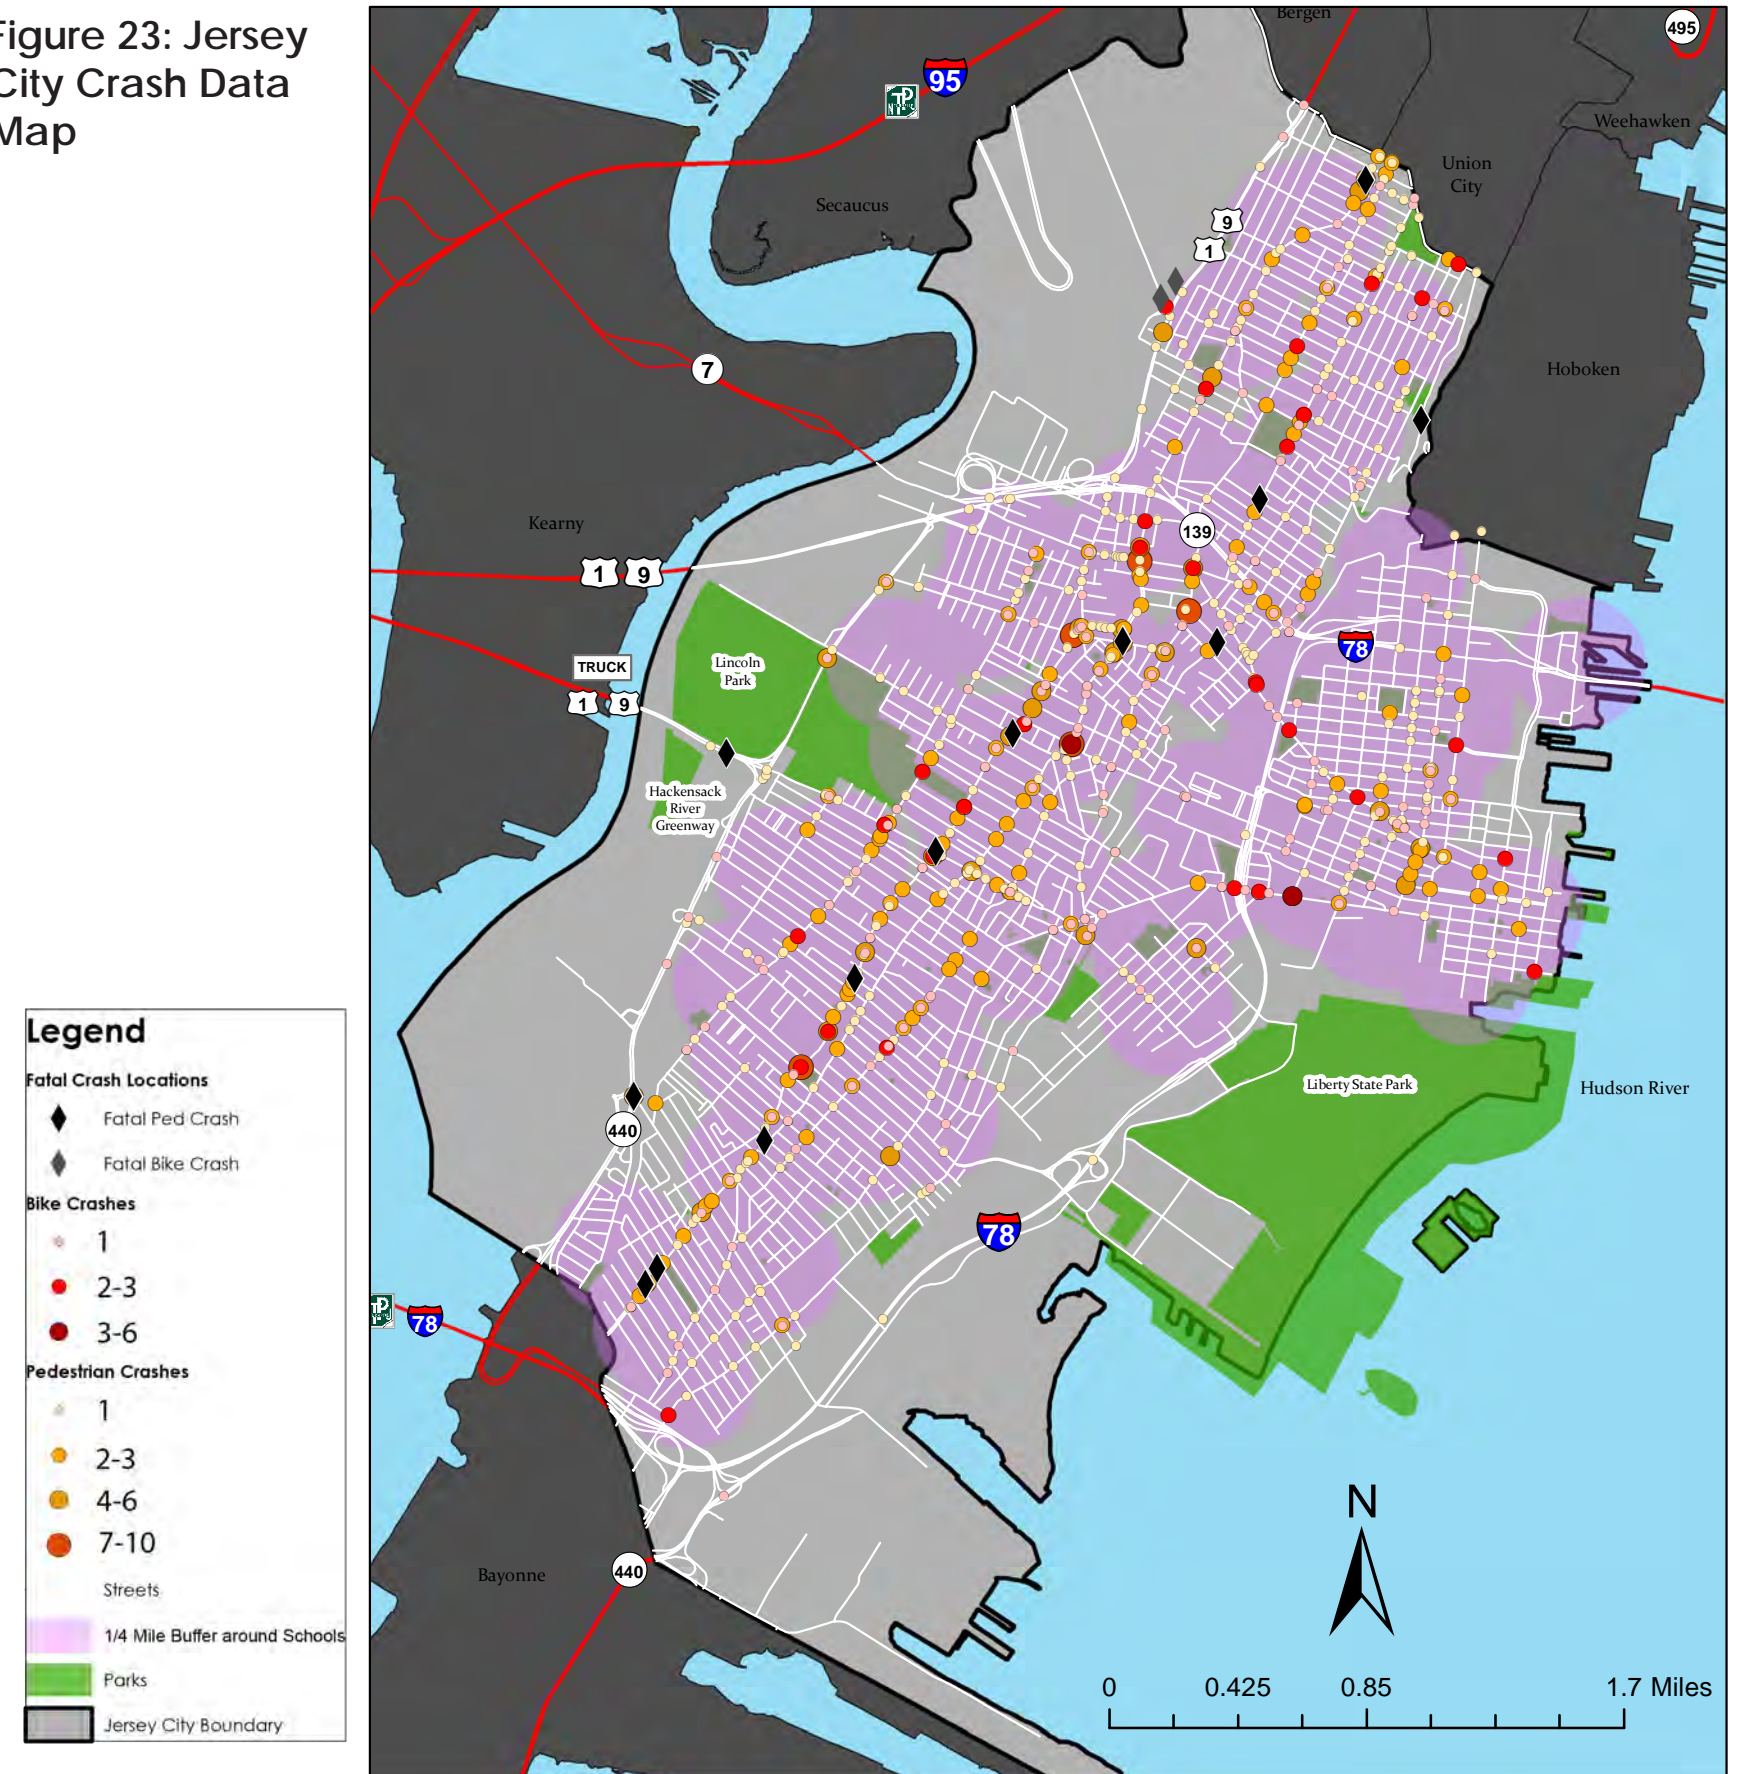 Figure 23: Jersey
City Crash Data
Map
Bergen
495
95
Weehawken
Union
City
Secaucus
9
1
7
Hoboken
Kearny
139
1 9
78
TRUCK
1 9
Lincoln
Park
Hackensack
River
Greenway
Liberty State Park
Hudson River
440
78
78
Bayonne
440
N
0 0.425 0.85 1.7 Miles
Legend
Fatal Crash Locations
Fatal Ped Crash
Fatal Bike Crash
Bike Crashes
1
2-3
3-6
Pedestrian Crashes
1
2-3
4-6
7-10
Streets
1/4 Mile Buffer around Schools
Parks
Jersey City Boundary